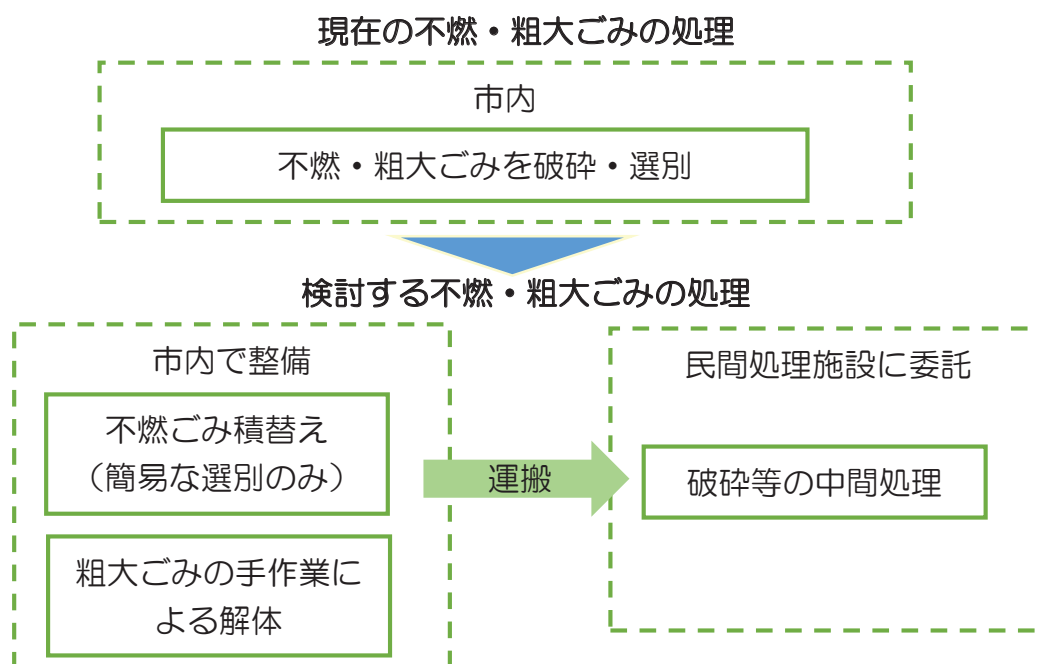 現在の不燃・粗大ごみの処理
市内
不燃・粗大ごみを破砕・選別
検討する不燃・粗大ごみの処理
市内で整備
不燃ごみ積替え
（簡易な選別のみ）
粗大ごみの手作業に
よる解体
運搬
民間処理施設に委託
破砕等の中間処理